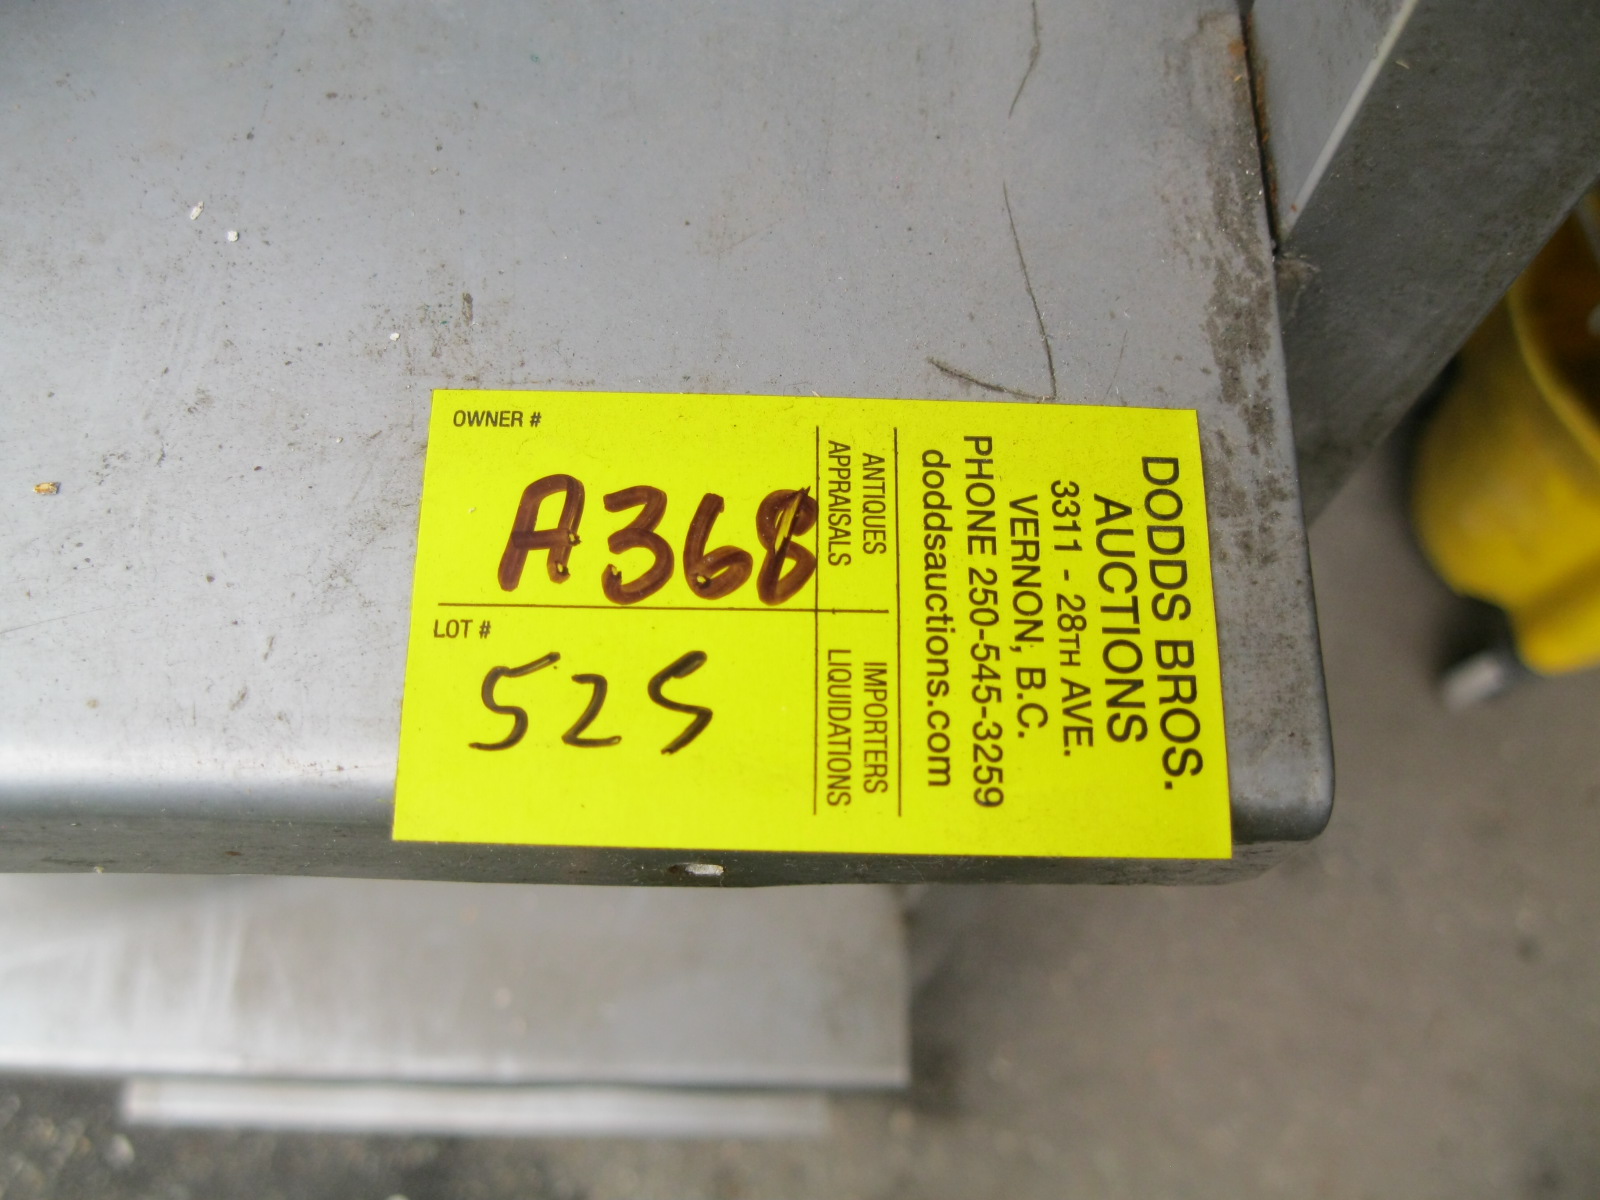 DODDS BROS.
AUCTIONS
3311 - 28TH AVE.
VERNON, B.C.
PHONE 250-545-3259
doddsauctions.com
ANTIQUES
APPRAISALS
IMPORTERS
LIQUIDATIONS
OWNER #
A368
LOT #
525